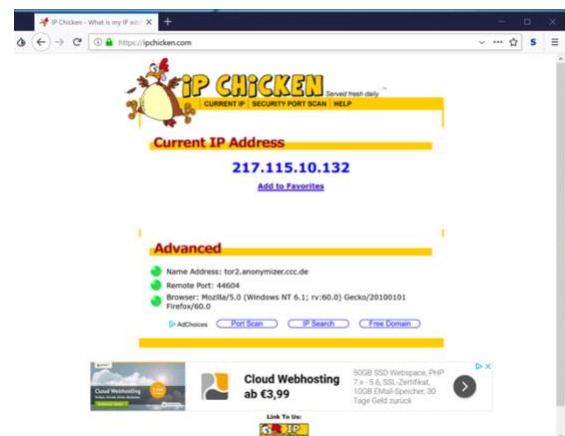 IP Chicken - What is my IP add
https://ipchicken.com
IP CHICKEN
Served fresh daily
CURRENT IP | SECURITY PORT SCAN | HELP
Current IP Address
217.115.10.132
Add to Favorites
Advanced
Name Address: tor2.anonymizer.ccc.de
Remote Port: 44604
Browser: Mozilla/5.0 (Windows NT 6.1; rv:60.0) Gecko/20100101
Firefox/60.0
AdChoices
Port Scan
IP Search
Free Domain
Cloud Webhosting
Cloud Webhosting
ab €3,99
50GB SSD Webspace, PHP
7.x - 5.6, SSL-Zertifikat,
10GB EMail-Speicher, 30
Tage Geld zurück
Link To Us:
IP